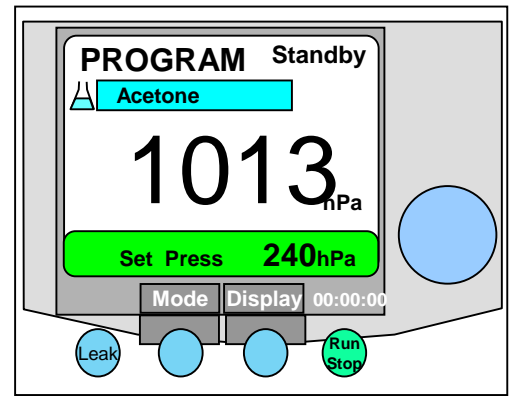 PROGRAM Standby
Acetone
1013 hPa
Set Press 240hPa
Mode Display 00:00:00
Leak
Run
Stop